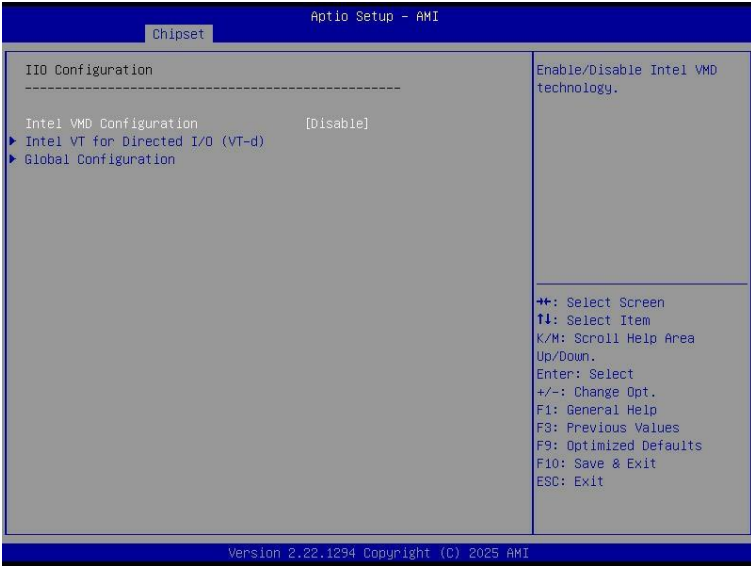 Aptio Setup - AMI
Chipset
IIO Configuration
------------------------------------------------
Intel VMD Configuration [Disable]
Intel VT for Directed I/O (VT-d)
Global Configuration
Enable/Disable Intel VMD
technology.
→←: Select Screen
↑↓: Select Item
K/M: Scroll Help Area
Up/Down.
Enter: Select
+/-: Change Opt.
F1: General Help
F3: Previous Values
F9: Optimized Defaults
F10: Save & Exit
ESC: Exit
Version 2.22.1294 Copyright (C) 2025 AMI